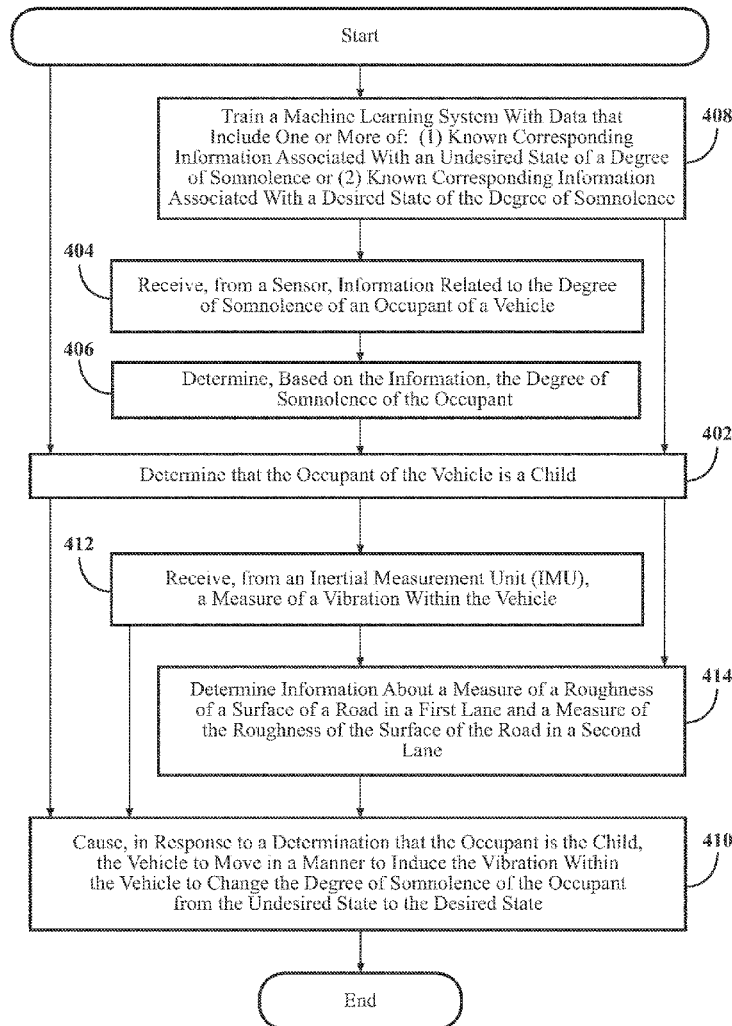 Start
Train a Machine Learning System With Data that
Include One or More of: (1) Known Corresponding
Information Associated With an Undesired State of a Degree
of Somnolence or (2) Known Corresponding Information
Associated With a Desired State of the Degree of Somnolence
408
404
Receive, from a Sensor, Information Related to the Degree
of Somnolence of an Occupant of a Vehicle
406
Determine, Based on the Information, the Degree of
Somnolence of the Occupant
402
Determine that the Occupant of the Vehicle is a Child
412
Receive, from an Inertial Measurement Unit (IMU),
a Measure of a Vibration Within the Vehicle
414
Determine Information About a Measure of a Roughness
of a Surface of a Road in a First Lane and a Measure of
the Roughness of the Surface of the Road in a Second
Lane
410
Cause, in Response to a Determination that the Occupant is the Child,
the Vehicle to Move in a Manner to Induce the Vibration Within
the Vehicle to Change the Degree of Somnolence of the Occupant
from the Undesired State to the Desired State
End